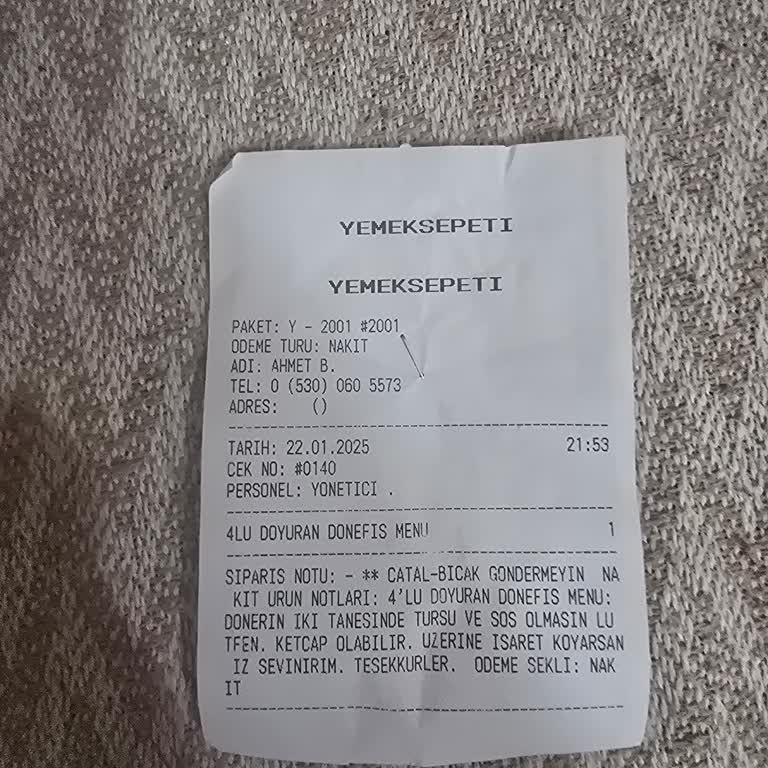 YEMEKSEPETI
YEMEKSEPETI
PAKET: Y - 2001 #2001
ODEME TURU: NAKIT
ADI: AHMET B.
TEL: 0 (530) 060 5573
ADRES: ()
TARIH: 22.01.2025 21:53
CEK NO: #0140
PERSONEL: YONETICI .
4LU DOYURAN DONEFIS MENU 1
SIPARIS NOTU: - ** CATAL-BICAK GONDERMEYIN NA
KIT URUN NOTLARI: 4'LU DOYURAN DONEFIS MENU:
DONERIN IKI TANESINDE TURSU VE SOS OLMASIN LU
TFEN. KETCAP OLABILIR. UZERINE ISARET KOYARSAN
IZ SEVINIRIM. TESEKKURLER. ODEME SEKLI: NAK
IT